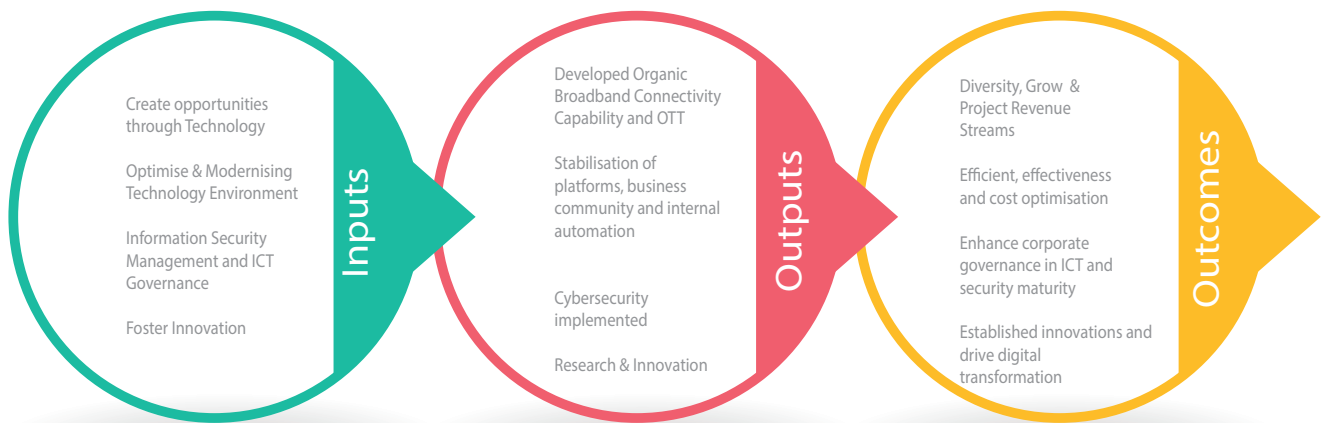 Create opportunities
through Technology
Optimise & Modernising
Technology Environment
Information Security
Management and ICT
Governance
Foster Innovation
Inputs
Developed Organic
Broadband Connectivity
Capability and OTT
Stabilisation of
platforms, business
community and internal
automation
Cybersecurity
implemented
Research & Innovation
Outputs
Diversity, Grow &
Project Revenue
Streams
Efficient, effectiveness
and cost optimisation
Enhance corporate
governance in ICT and
security maturity
Established innovations and
drive digital
transformation
Outcomes